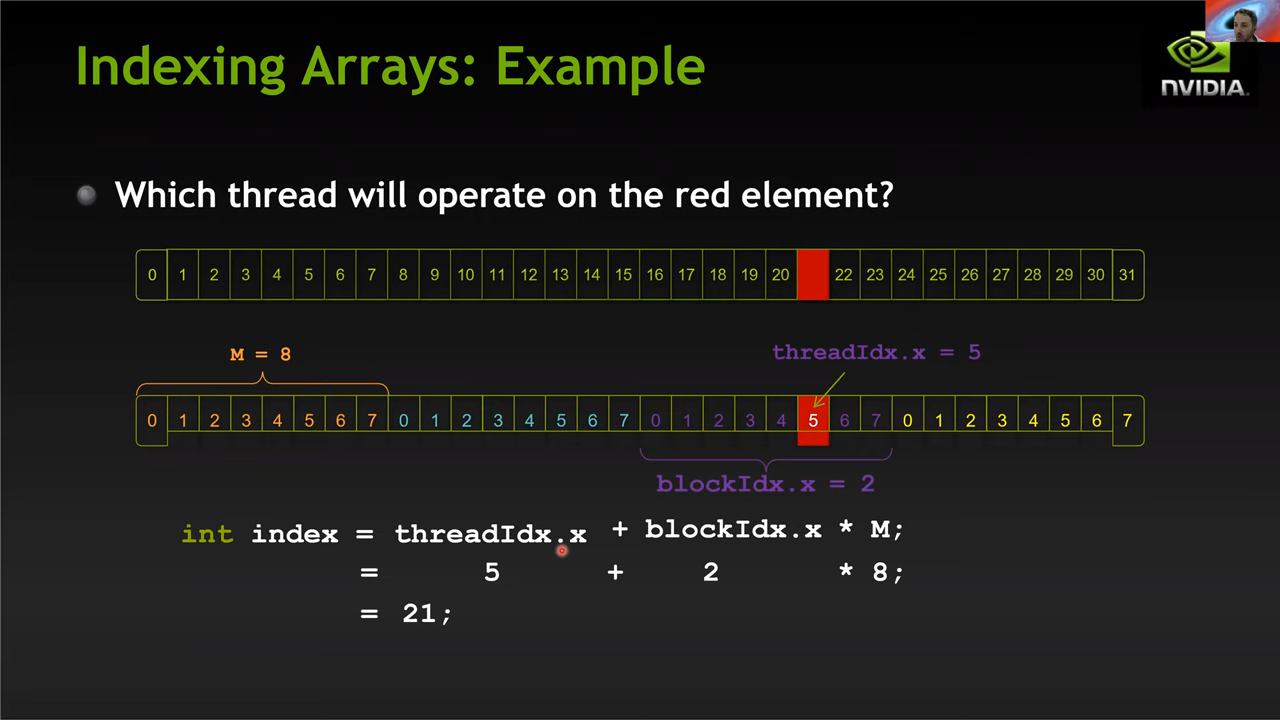 Indexing Arrays: Example
NVIDIA.
Which thread will operate on the red element?
0 1 2 3 4 5 6 7 8 9 10 11 12 13 14 15 16 17 18 19 20 22 23 24 25 26 27 28 29 30 31
M = 8
threadIdx.x = 5
0 1 2 3 4 5 6 7 0 1 2 3 4 5 6 7 0 1 2 3 4 5 6 7 0 1 2 3 4 5 6 7
blockIdx.x = 2
int index = threadIdx.x + blockIdx.x * M;
= 5 + 2 * 8;
= 21;